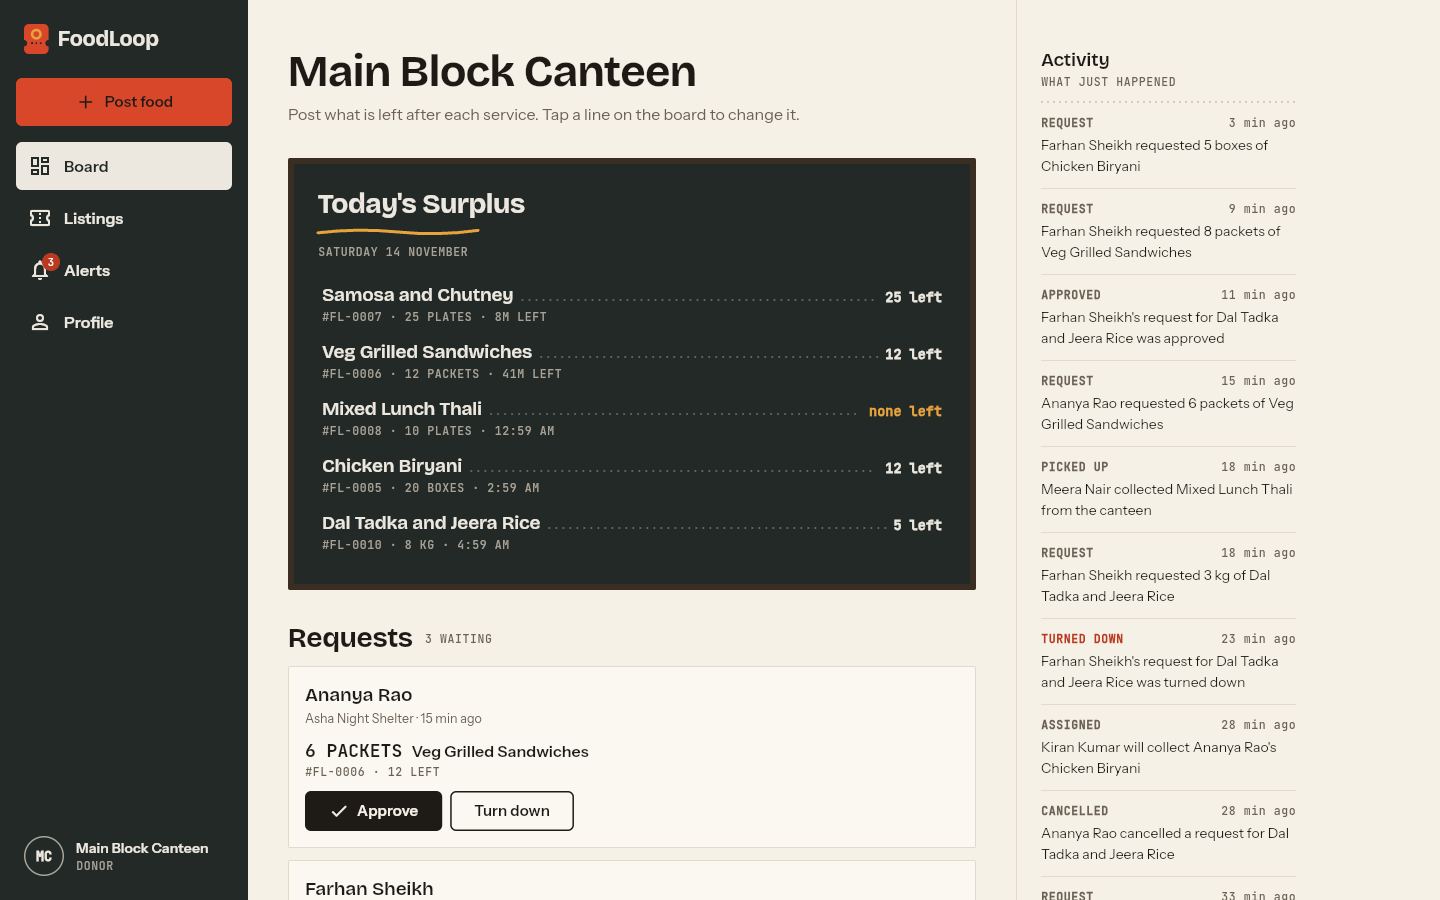 FoodLoop
+ Post food
Board
Listings
3
Alerts
Profile
MC
Main Block Canteen
DONOR
Main Block Canteen
Post what is left after each service. Tap a line on the board to change it.
Today's Surplus
SATURDAY 14 NOVEMBER
Samosa and Chutney 25 left
#FL-0007 · 25 PLATES · 8M LEFT
Veg Grilled Sandwiches 12 left
#FL-0006 · 12 PACKETS · 41M LEFT
Mixed Lunch Thali none left
#FL-0008 · 10 PLATES · 12:59 AM
Chicken Biryani 12 left
#FL-0005 · 20 BOXES · 2:59 AM
Dal Tadka and Jeera Rice 5 left
#FL-0010 · 8 KG · 4:59 AM
Requests 3 WAITING
Ananya Rao
Asha Night Shelter · 15 min ago
6 PACKETS Veg Grilled Sandwiches
#FL-0006 · 12 LEFT
Approve Turn down
Farhan Sheikh
Activity
WHAT JUST HAPPENED
REQUEST 3 min ago
Farhan Sheikh requested 5 boxes of
Chicken Biryani
REQUEST 9 min ago
Farhan Sheikh requested 8 packets of
Veg Grilled Sandwiches
APPROVED 11 min ago
Farhan Sheikh's request for Dal Tadka
and Jeera Rice was approved
REQUEST 15 min ago
Ananya Rao requested 6 packets of Veg
Grilled Sandwiches
PICKED UP 18 min ago
Meera Nair collected Mixed Lunch Thali
from the canteen
REQUEST 18 min ago
Farhan Sheikh requested 3 kg of Dal
Tadka and Jeera Rice
TURNED DOWN 23 min ago
Farhan Sheikh's request for Dal Tadka
and Jeera Rice was turned down
ASSIGNED 28 min ago
Kiran Kumar will collect Ananya Rao's
Chicken Biryani
CANCELLED 28 min ago
Ananya Rao cancelled a request for Dal
Tadka and Jeera Rice
REQUEST 33 min ago